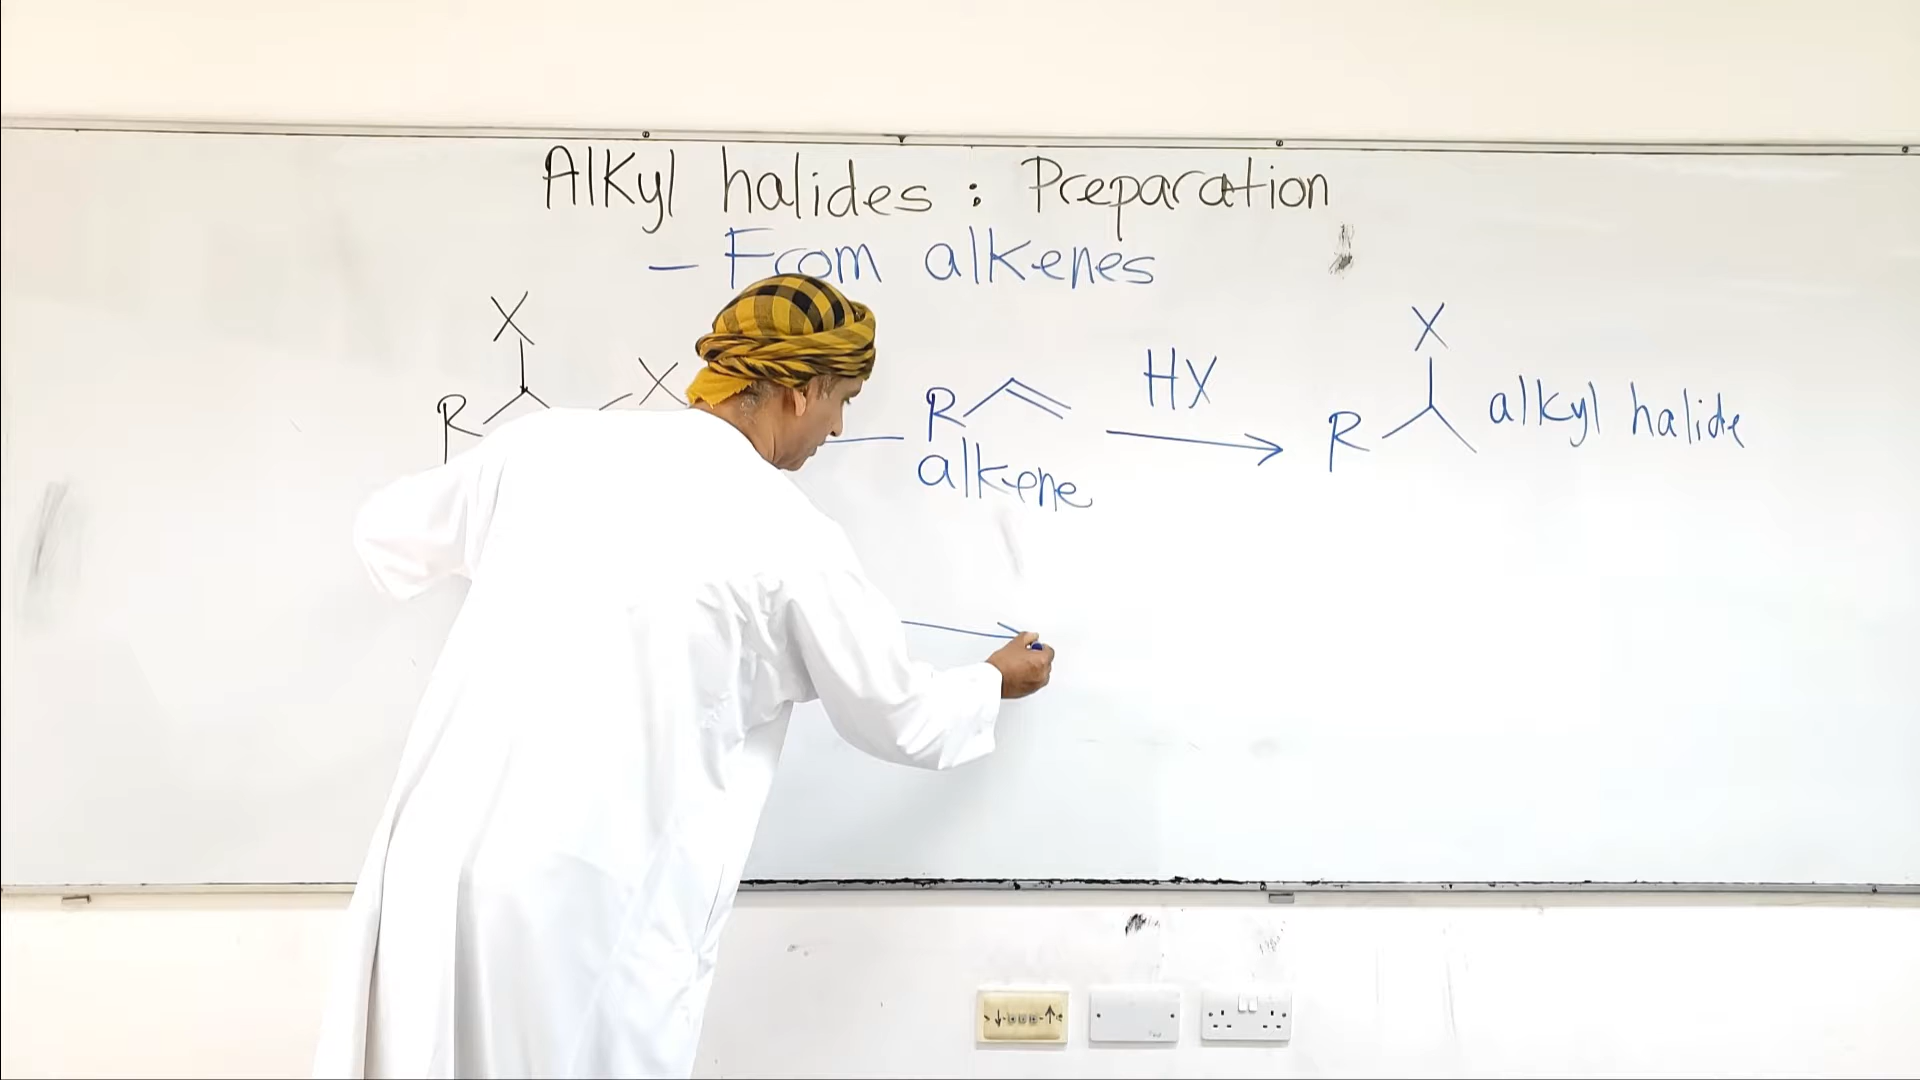 Alkyl halides : Preparation
- From alkenes
X
X
R
R
HX
X
R
alkyl halide
alkene